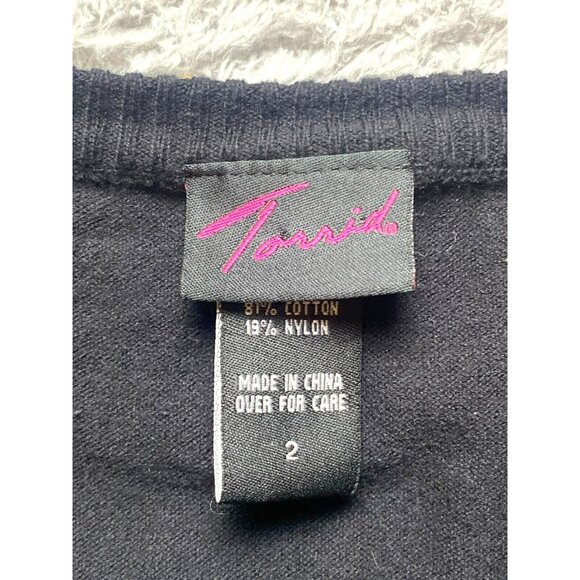 Torrid®
81% COTTON
19% NYLON
MADE IN CHINA
OVER FOR CARE
2